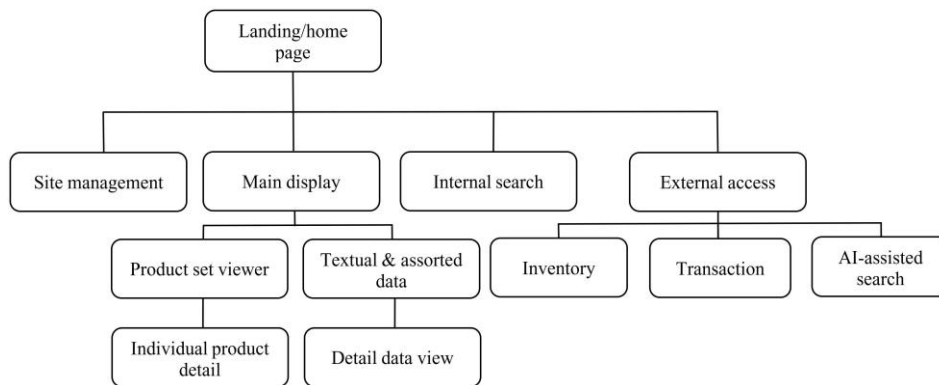 Landing/home
page
Site management
Main display
Internal search
External access
Product set viewer
Textual & assorted
data
Inventory
Transaction
AI-assisted
search
Individual product
detail
Detail data view